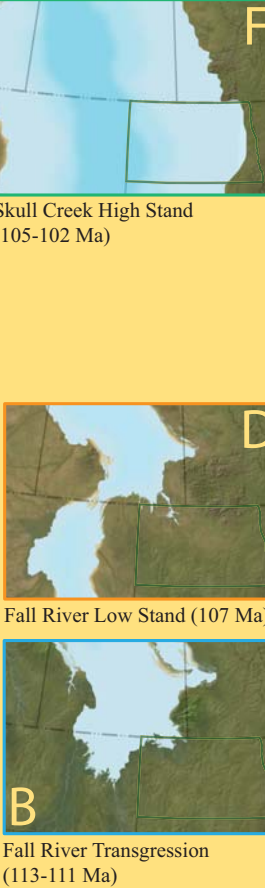 F
Skull Creek High Stand
(105-102 Ma)
D
Fall River Low Stand (107 Ma)
B
Fall River Transgression
(113-111 Ma)